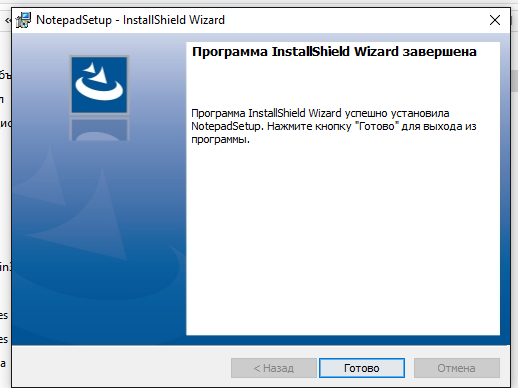 NotepadSetup - InstallShield Wizard
Программа InstallShield Wizard завершена
Программа InstallShield Wizard успешно установила
NotepadSetup. Нажмите кнопку "Готово" для выхода из
программы.
< Назад
Готово
Отмена